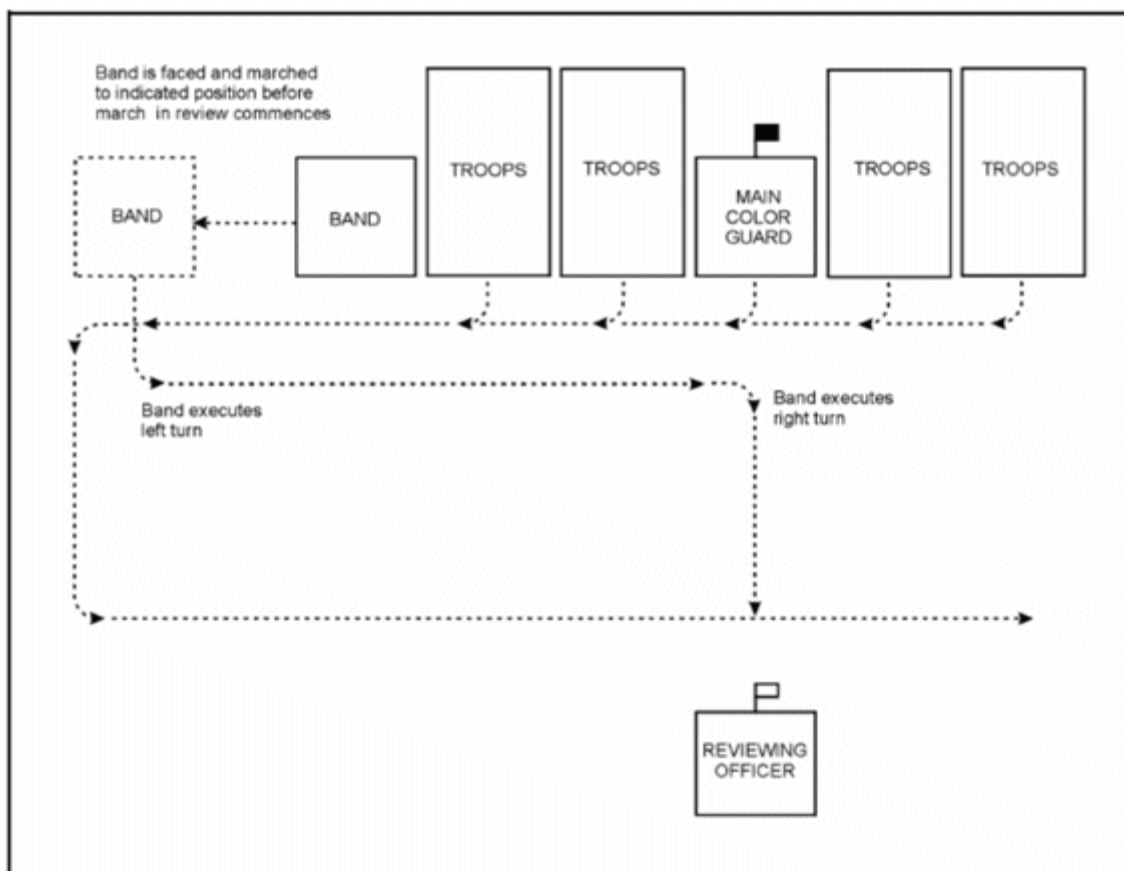 Band is faced and marched
to indicated position before
march in review commences
BAND
BAND
TROOPS
TROOPS
MAIN
COLOR
GUARD
TROOPS
TROOPS
Band executes
left turn
Band executes
right turn
REVIEWING
OFFICER